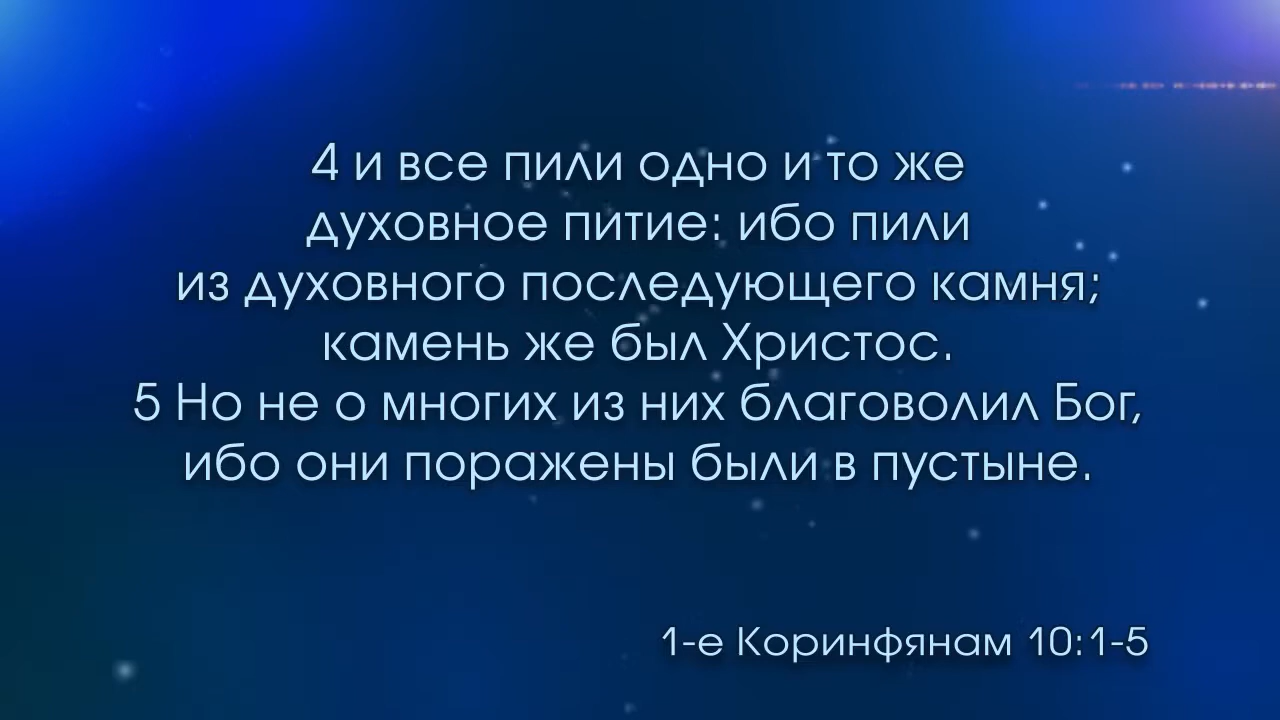 4 и все пили одно и то же
духовное питие: ибо пили
из духовного последующего камня;
камень же был Христос.
5 Но не о многих из них благоволил Бог,
ибо они поражены были в пустыне.
1-е Коринфянам 10:1-5